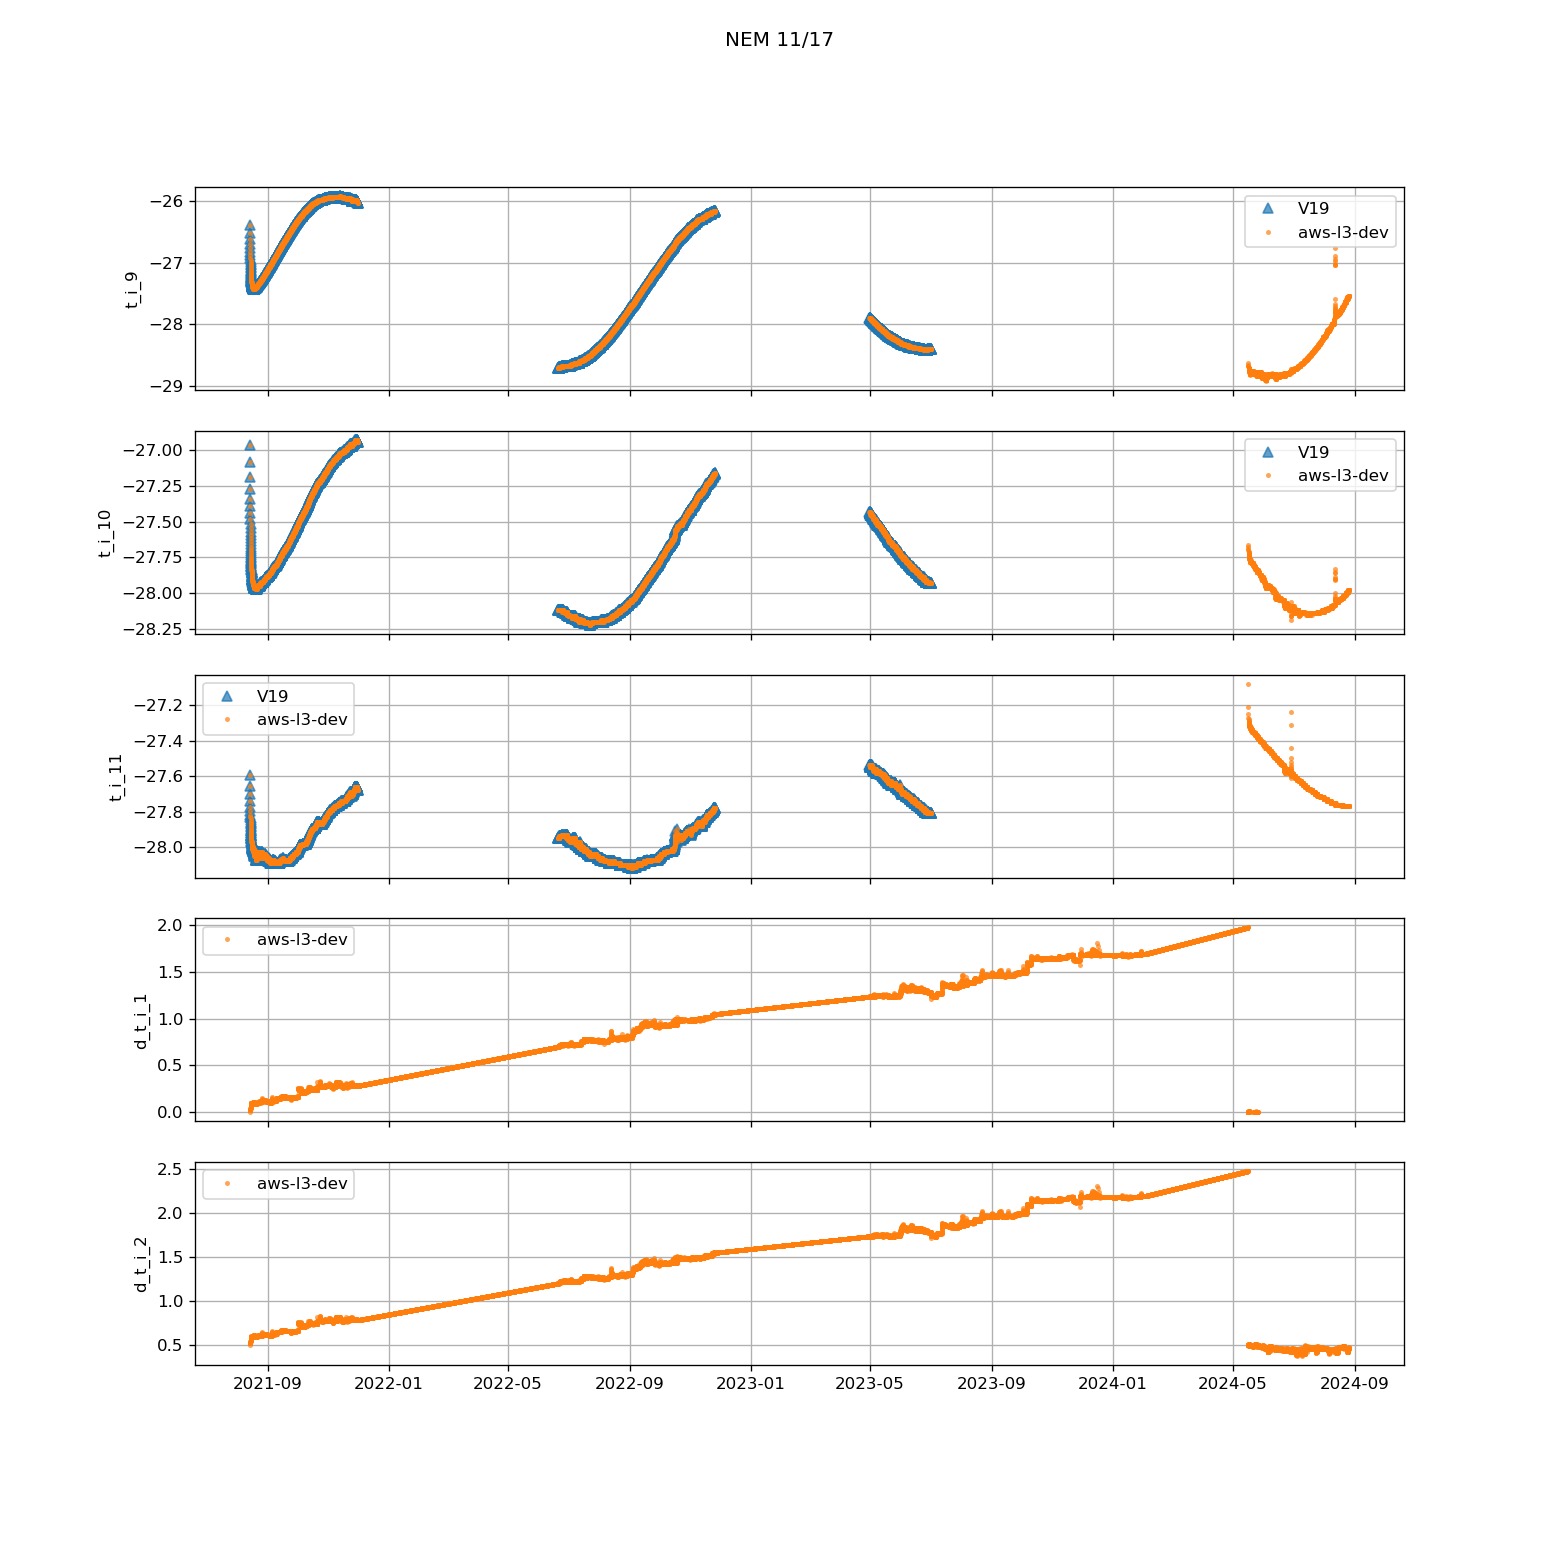 NEM 11/17
−26
−27
−28
−29
t_i_9
V19
aws-l3-dev
−27.00
−27.25
−27.50
−27.75
−28.00
−28.25
t_i_10
V19
aws-l3-dev
−27.2
−27.4
−27.6
−27.8
−28.0
t_i_11
V19
aws-l3-dev
2.0
1.5
1.0
0.5
0.0
d_t_i_1
aws-l3-dev
2.5
2.0
1.5
1.0
0.5
d_t_i_2
aws-l3-dev
2021-09 2022-01 2022-05 2022-09 2023-01 2023-05 2023-09 2024-01 2024-05 2024-09